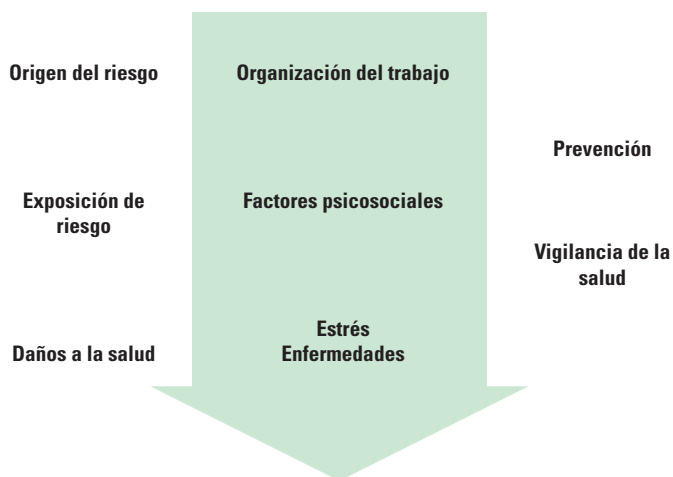 Origen del riesgo
Organización del trabajo
Prevención
Exposición de
riesgo
Factores psicosociales
Vigilancia de la
salud
Daños a la salud
Estrés
Enfermedades